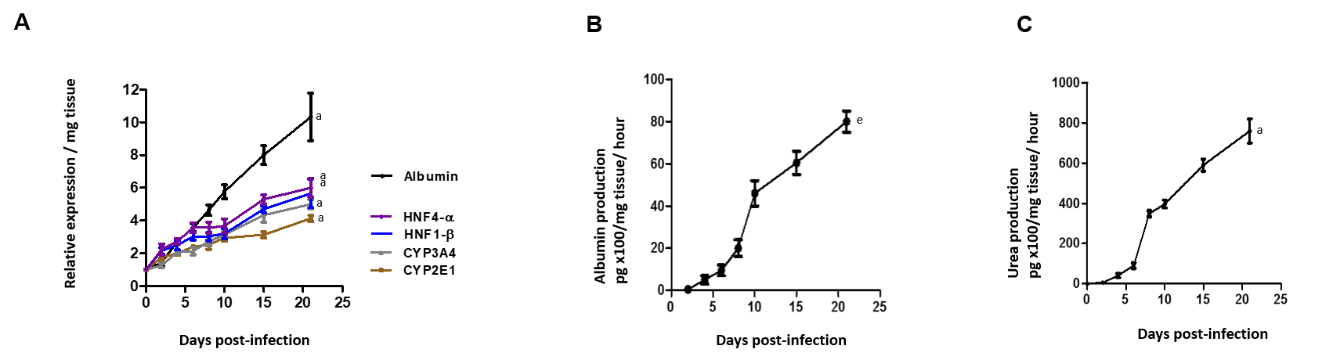 A
B
C
Relative expression / mg tissue
12
10
8
6
4
2
0
0 5 10 15 20 25
Days post-infection
a
a
a
a
a
Albumin
HNF4-α
HNF1-β
CYP3A4
CYP2E1
Albumin production
pg x100/mg tissue/ hour
100
80
60
40
20
0
0 5 10 15 20 25
Days post-infection
e
Urea production
pg x100/mg tissue/ hour
1000
800
600
400
200
0
0 5 10 15 20 25
Days post-infection
a